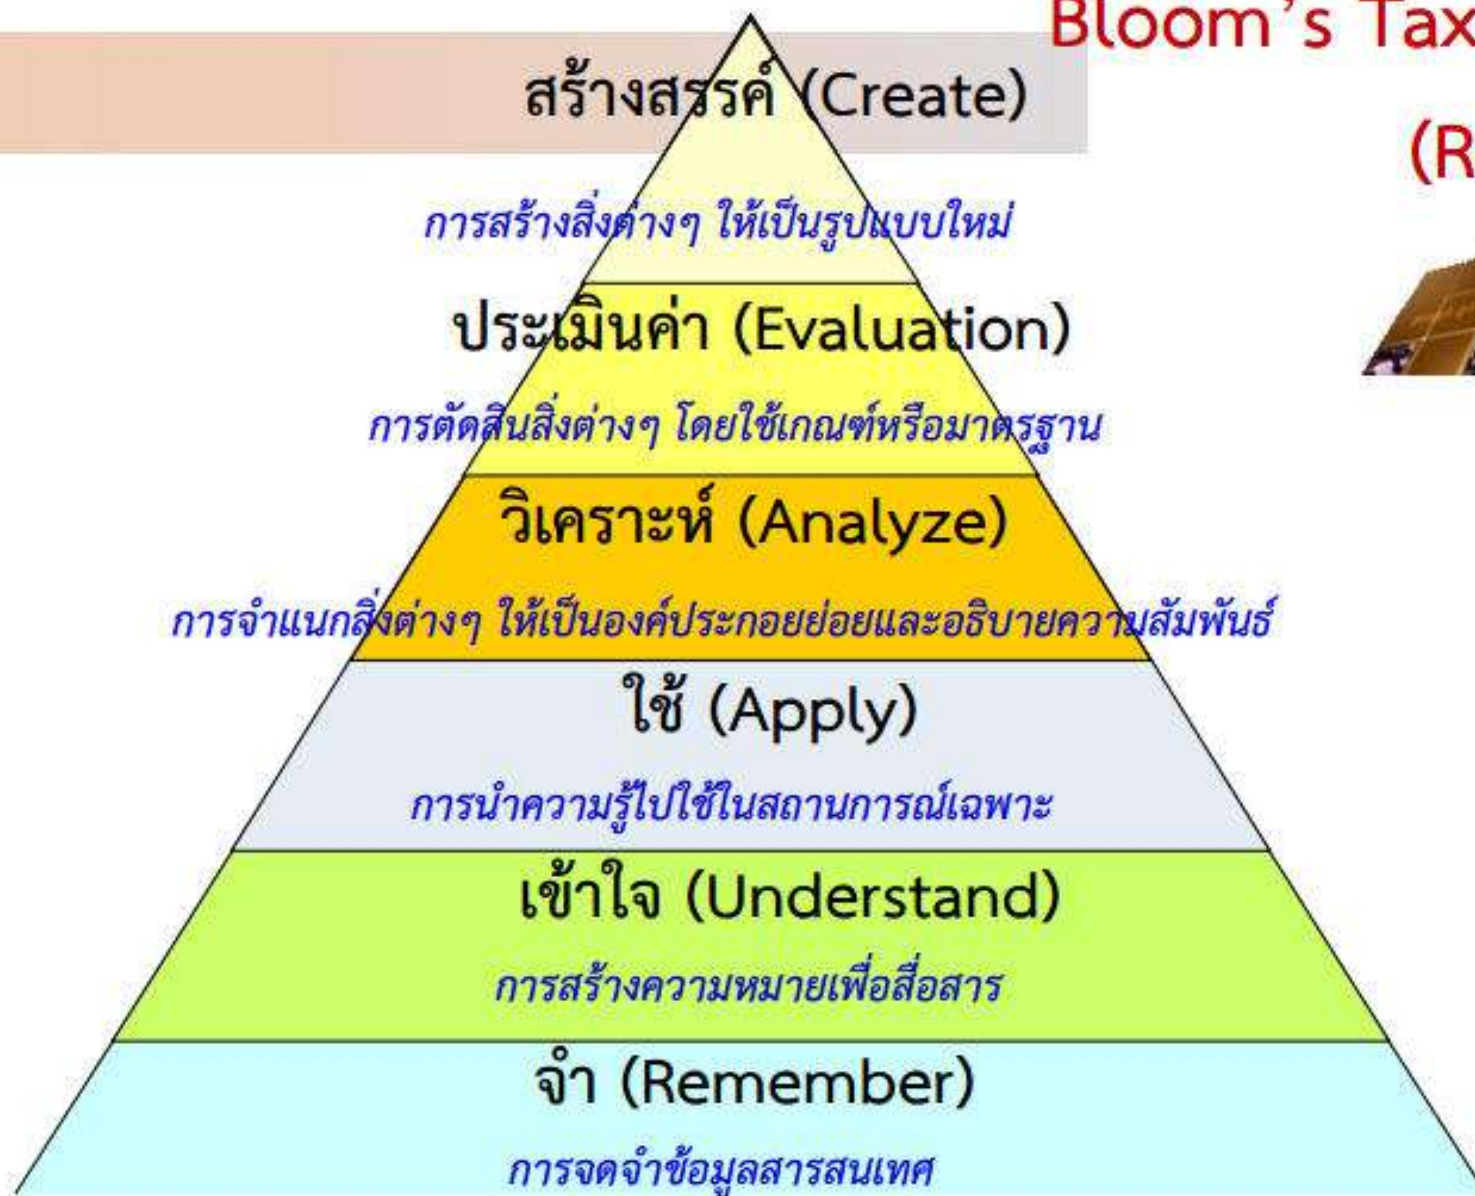 Bloom's Tax
(R
สร้างสรรค์ (Create)
การสร้างสิ่งต่างๆ ให้เป็นรูปแบบใหม่
ประเมินค่า (Evaluation)
การตัดสินสิ่งต่างๆ โดยใช้เกณฑ์หรือมาตรฐาน
วิเคราะห์ (Analyze)
การจำแนกสิ่งต่างๆ ให้เป็นองค์ประกอยย่อยและอธิบายความสัมพันธ์
ใช้ (Apply)
การนำความรู้ไปใช้ในสถานการณ์เฉพาะ
เข้าใจ (Understand)
การสร้างความหมายเพื่อสื่อสาร
จำ (Remember)
การจดจำข้อมูลสารสนเทศ